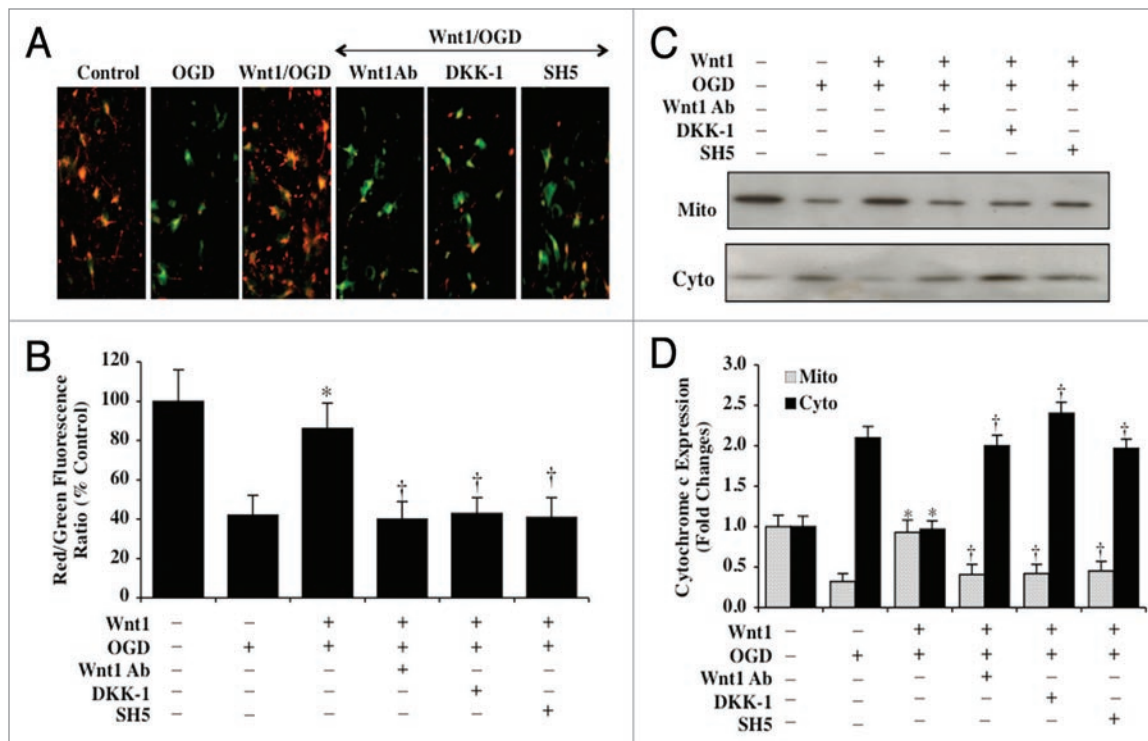 A
Wnt1/OGD
Control OGD Wnt1/OGD Wnt1Ab DKK-1 SH5
B
Red/Green Fluorescence
Ratio (% Control)
120
100
80
60
40
20
0
*
† † †
Wnt1 – – + + + +
OGD – + + + + +
Wnt1 Ab – – – + – –
DKK-1 – – – – + –
SH5 – – – – – +
C
Wnt1 – – + + + +
OGD – + + + + +
Wnt1 Ab – – – + – –
DKK-1 – – – – + –
SH5 – – – – – +
Mito
Cyto
D
Cytochrome c Expression
(Fold Changes)
3.0
2.5
2.0
1.5
1.0
0.5
0.0
Mito
Cyto
* *
† † †
† † †
Wnt1 – – + + + +
OGD – + + + + +
Wnt1 Ab – – – + – –
DKK-1 – – – – + –
SH5 – – – – – +